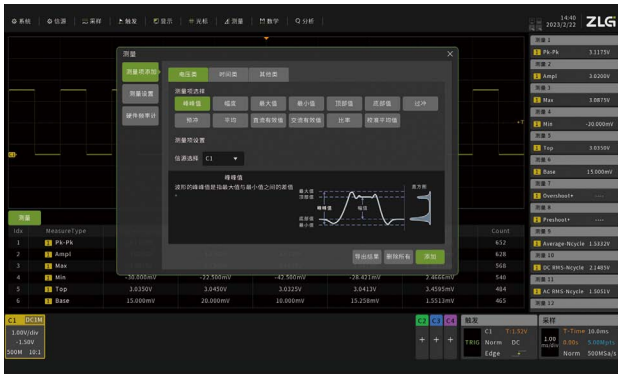 系统 信源 采样 触发 显示 光标 测量 数学 分析
14:40
2023/2/22
ZLG
测量
测量项添加
测量设置
硬件频率计
电压类 时间类 其他类
测量项选择
峰峰值 幅度 最大值 最小值 顶部值 底部值 过冲
预冲 平均 直流有效值 交流有效值 比率 校准平均值
测量项设置
信源选择 C1
峰峰值
波形的峰峰值是指最大值与最小值之间的差值
。
最大值
顶部值
峰峰值
幅值
底部值
最小值
直方图
导出结果 删除所有 添加
测量 1
Pk-Pk 3.1175V
测量 2
Ampl 3.0200V
测量 3
Max 3.0875V
测量 4
Min -30.000mV
测量 5
Top 3.0350V
测量 6
Base 15.000mV
测量 7
Overshoot+ ----
测量 8
Preshoot+ ----
测量 9
Average-Ncycle 1.5332V
测量 10
DC RMS-Ncycle 2.1485V
测量 11
AC RMS-Ncycle 1.5051V
测量 12
测量
Idx MeasureType Count
1 Pk-Pk 652
2 Ampl 628
3 Max 568
4 Min -30.000mV -22.500mV -42.500mV -28.421mV 2.4666mV 540
5 Top 3.0350V 3.0450V 3.0325V 3.0413V 3.4595mV 484
6 Base 15.000mV 20.000mV 10.000mV 15.258mV 1.5513mV 465
C1 DC1M
1.00V/div
-1.50V
500M 10:1
C2 C3 C4
+ + +
触发
C1 T:1.52V
TRIG Norm DC
Edge
采样
T-Time 10.0ms
1.00 ms/div 0.00s 5.00Mpts
Norm 500MSa/s